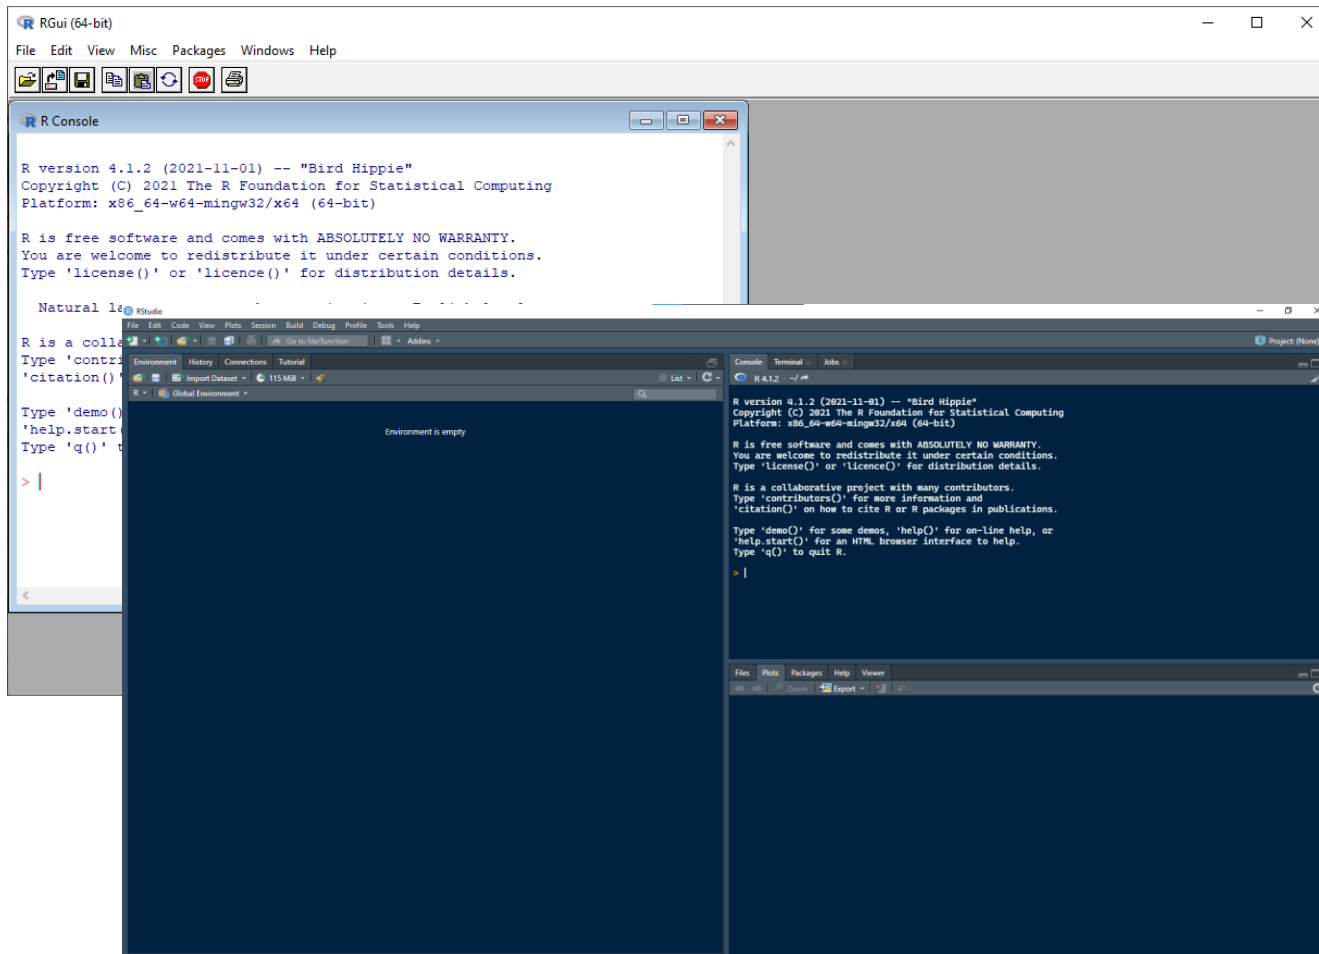 RGui (64-bit)
File Edit View Misc Packages Windows Help
STOP
R Console
R version 4.1.2 (2021-11-01) -- "Bird Hippie"
Copyright (C) 2021 The R Foundation for Statistical Computing
Platform: x86_64-w64-mingw32/x64 (64-bit)
R is free software and comes with ABSOLUTELY NO WARRANTY.
You are welcome to redistribute it under certain conditions.
Type 'license()' or 'licence()' for distribution details.
Natural la
R is a colla
Type 'contri
'citation()'
Type 'demo()
'help.start(
Type 'q()' t
>
RStudio
File Edit Code View Plots Session Build Debug Profile Tools Help
Go to file/function Addins
Project: (None)
Environment History Connections Tutorial
Import Dataset 115 MiB List
R Global Environment
Environment is empty
Console Terminal Jobs
R 4.1.2 · ~/
R version 4.1.2 (2021-11-01) -- "Bird Hippie"
Copyright (C) 2021 The R Foundation for Statistical Computing
Platform: x86_64-w64-mingw32/x64 (64-bit)
R is free software and comes with ABSOLUTELY NO WARRANTY.
You are welcome to redistribute it under certain conditions.
Type 'license()' or 'licence()' for distribution details.
R is a collaborative project with many contributors.
Type 'contributors()' for more information and
'citation()' on how to cite R or R packages in publications.
Type 'demo()' for some demos, 'help()' for on-line help, or
'help.start()' for an HTML browser interface to help.
Type 'q()' to quit R.
>
Files Plots Packages Help Viewer
Zoom Export